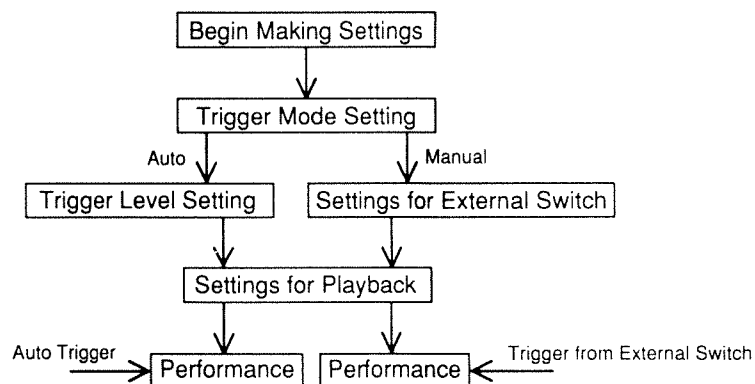 Begin Making Settings
Trigger Mode Setting
Auto
Manual
Trigger Level Setting
Settings for External Switch
Settings for Playback
Auto Trigger
Performance
Performance
Trigger from External Switch